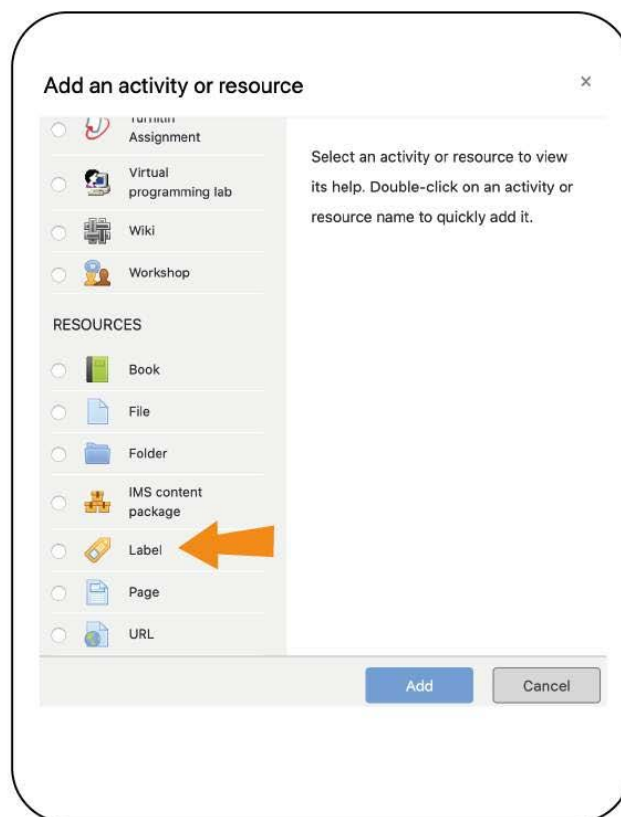 Add an activity or resource
×
Turnitin
Assignment
Virtual
programming lab
Wiki
Workshop
RESOURCES
Book
File
Folder
IMS content
package
Label
Page
URL
Select an activity or resource to view
its help. Double-click on an activity or
resource name to quickly add it.
Add
Cancel